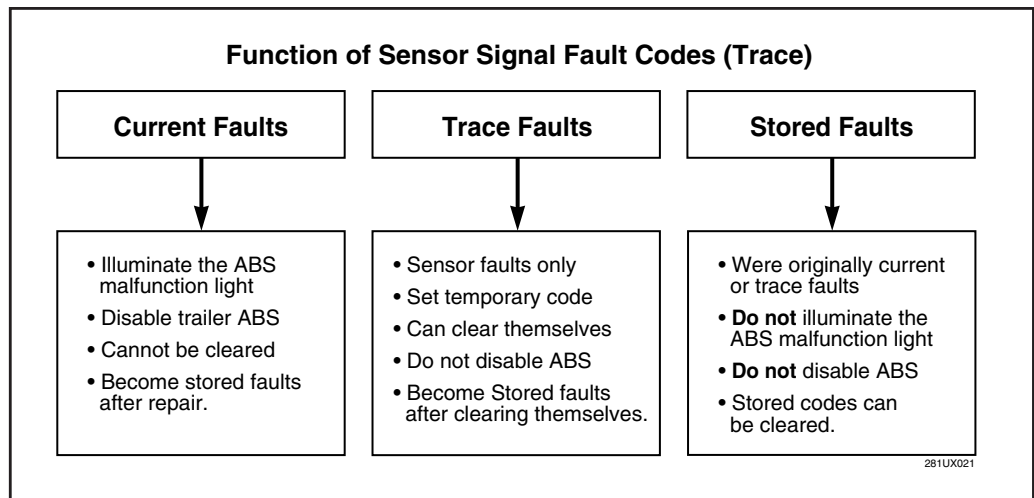 Function of Sensor Signal Fault Codes (Trace)
Current Faults
• Illuminate the ABS
malfunction light
• Disable trailer ABS
• Cannot be cleared
• Become stored faults
after repair.
Trace Faults
• Sensor faults only
• Set temporary code
• Can clear themselves
• Do not disable ABS
• Become Stored faults
after clearing themselves.
Stored Faults
• Were originally current
or trace faults
• Do not illuminate the
ABS malfunction light
• Do not disable ABS
• Stored codes can
be cleared.
281UX021